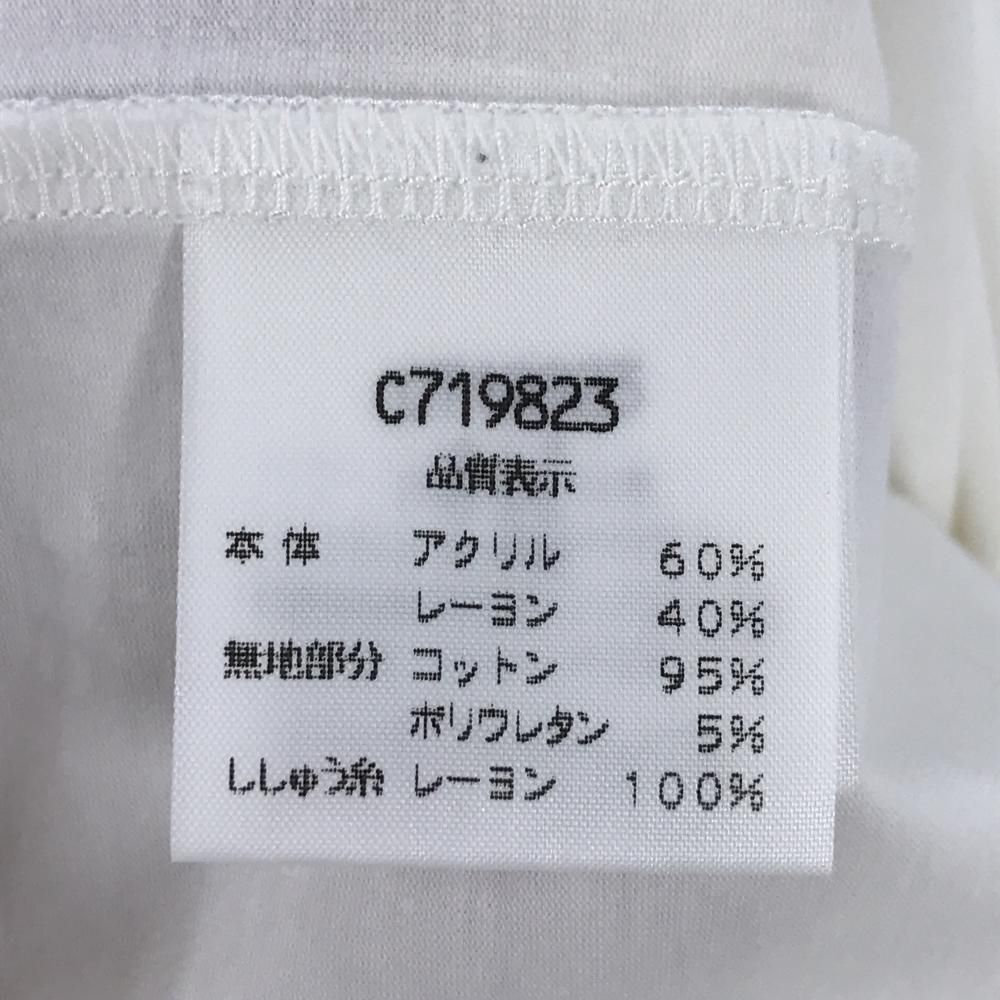 C719823
品質表示
本体 アクリル 60%
レーヨン 40%
無地部分 コットン 95%
ポリウレタン 5%
ししゅう糸 レーヨン 100%